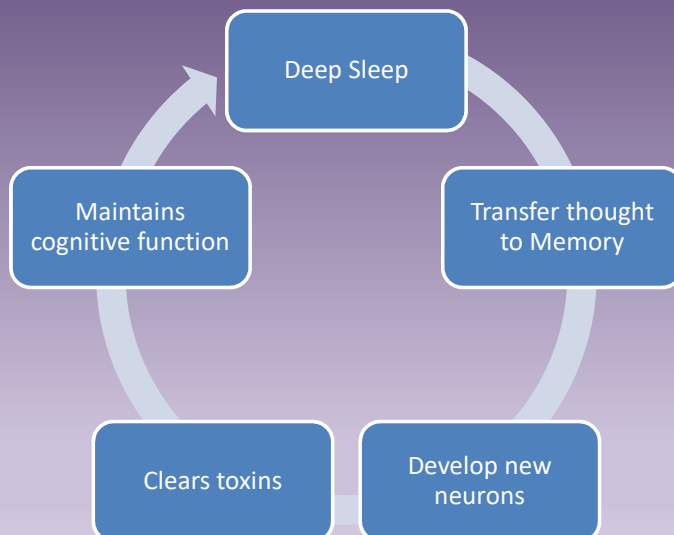 Deep Sleep
Transfer thought
to Memory
Develop new
neurons
Clears toxins
Maintains
cognitive function